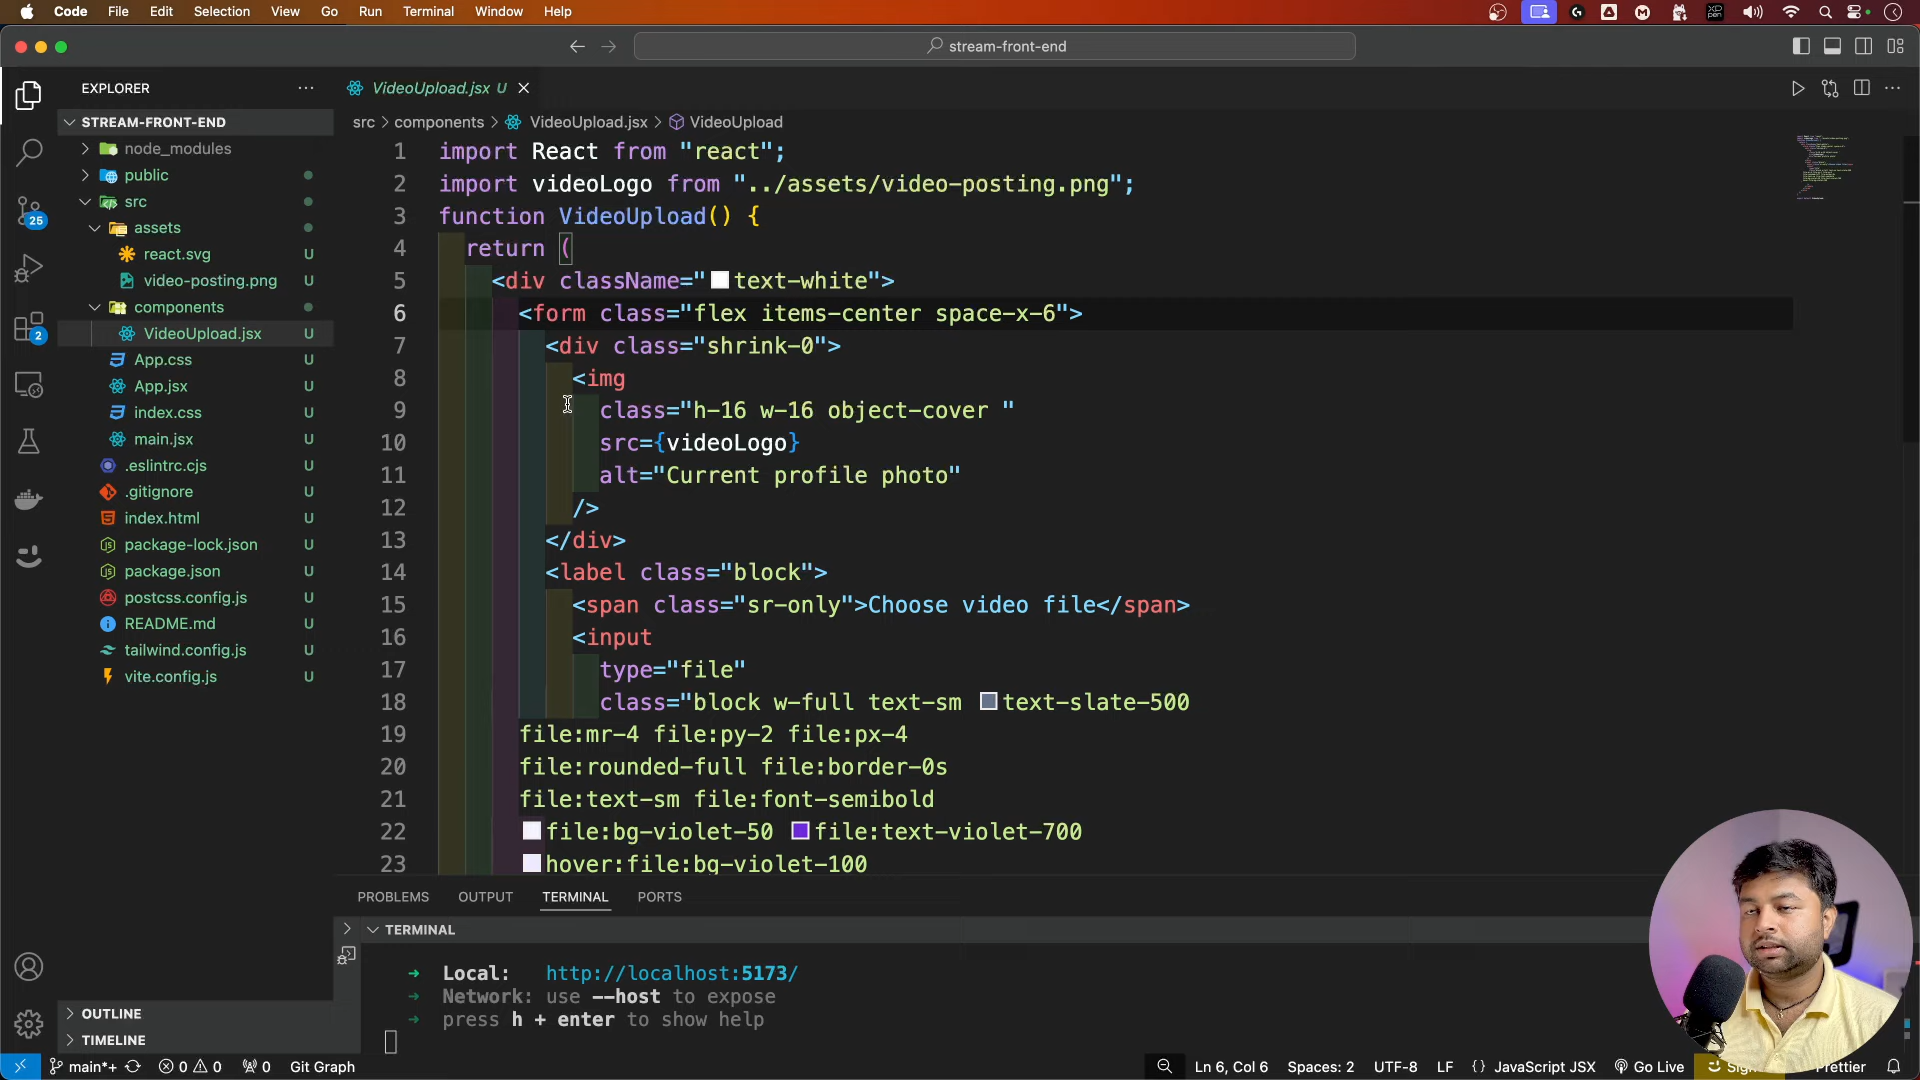 Code File Edit Selection View Go Run Terminal Window Help
stream-front-end
EXPLORER
VideoUpload.jsx U
STREAM-FRONT-END
src > components > VideoUpload.jsx > VideoUpload
node_modules
public
src
assets
react.svg U
video-posting.png U
components
VideoUpload.jsx U
App.css U
App.jsx U
index.css U
main.jsx U
.eslintrc.cjs U
.gitignore U
index.html U
package-lock.json U
package.json U
postcss.config.js U
README.md U
tailwind.config.js U
vite.config.js U
25
2
OUTLINE
TIMELINE
1 import React from "react";
2 import videoLogo from "../assets/video-posting.png";
3 function VideoUpload() {
4 return (
5 <div className="text-white">
6 <form class="flex items-center space-x-6">
7 <div class="shrink-0">
8 <img
9 class="h-16 w-16 object-cover "
10 src={videoLogo}
11 alt="Current profile photo"
12 />
13 </div>
14 <label class="block">
15 <span class="sr-only">Choose video file</span>
16 <input
17 type="file"
18 class="block w-full text-sm text-slate-500
19 file:mr-4 file:py-2 file:px-4
20 file:rounded-full file:border-0s
21 file:text-sm file:font-semibold
22 file:bg-violet-50 file:text-violet-700
23 hover:file:bg-violet-100
PROBLEMS OUTPUT TERMINAL PORTS
TERMINAL
➜ Local: http://localhost:5173/
➜ Network: use --host to expose
➜ press h + enter to show help
main*+ 0 0 0 Git Graph
Ln 6, Col 6 Spaces: 2 UTF-8 LF {} JavaScript JSX Go Live Prettier